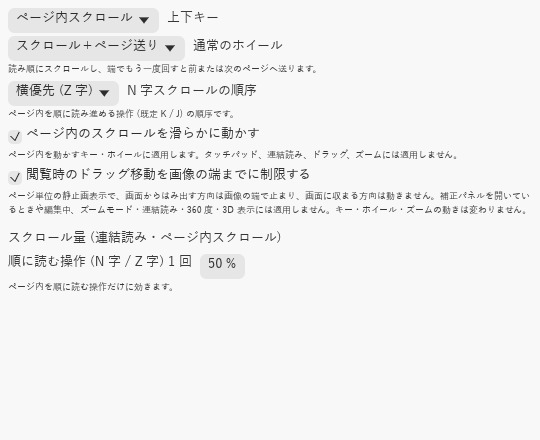 ページ内スクロール 上下キー
スクロール+ページ送り 通常のホイール
読み順にスクロールし、端でもう一度回すと前または次のページへ送ります。
横優先 (Z 字) N 字スクロールの順序
ページ内を順に読み進める操作 (既定 K / J) の順序です。
ページ内のスクロールを滑らかに動かす
ページ内を動かすキー・ホイールに適用します。タッチパッド、連続読み、ドラッグ、ズームには適用しません。
閲覧時のドラッグ移動を画像の端までに制限する
ページ単位の静止画表示で、画面からはみ出す方向は画像の端で止まり、画面に収まる方向は動きません。補正パネルを開いてい
るときや編集中、ズームモード・連続読み・360 度・3D 表示には適用しません。キー・ホイール・ズームの動きは変わりません。
スクロール量 (連続読み・ページ内スクロール)
順に読む操作 (N 字 / Z 字) 1 回 50 %
ページ内を順に読む操作だけに効きます。